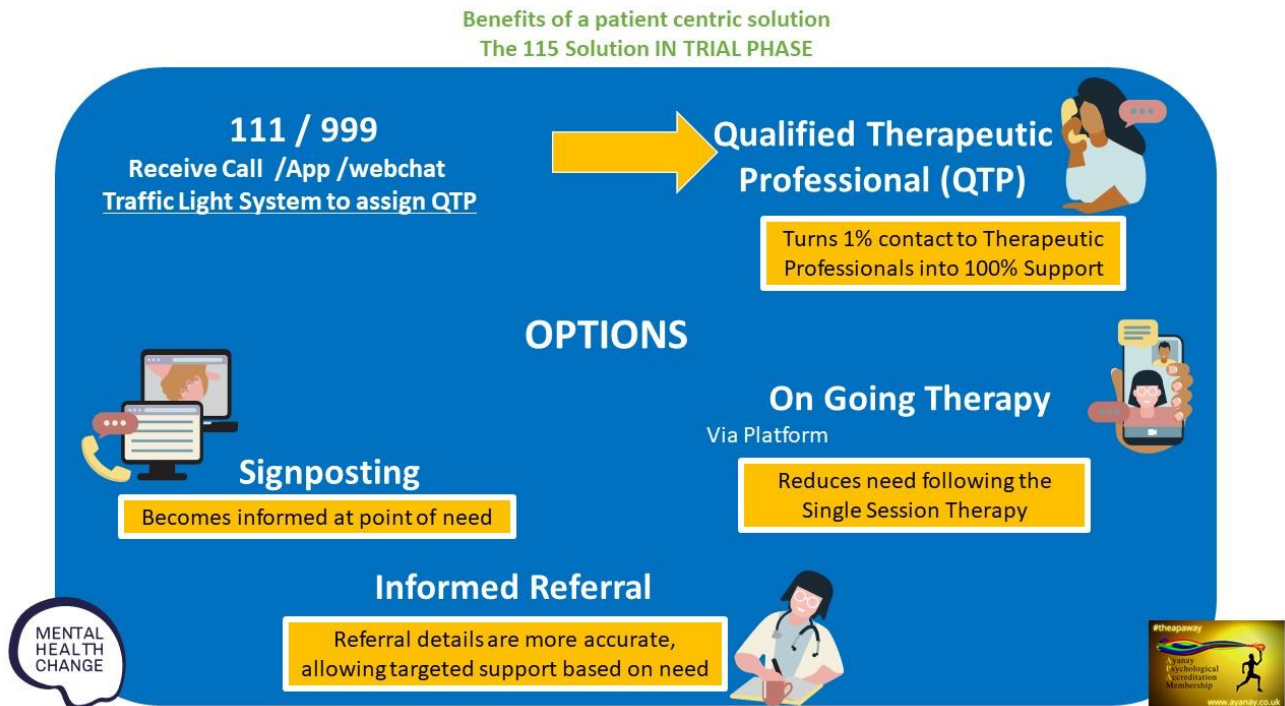 Benefits of a patient centric solution
The 115 Solution IN TRIAL PHASE
111 / 999
Receive Call /App /webchat
Traffic Light System to assign QTP
Qualified Therapeutic
Professional (QTP)
Turns 1% contact to Therapeutic
Professionals into 100% Support
OPTIONS
On Going Therapy
Via Platform
Reduces need following the
Single Session Therapy
Signposting
Becomes informed at point of need
Informed Referral
Referral details are more accurate,
allowing targeted support based on need
MENTAL
HEALTH
CHANGE
#theapaway
Ayanay
Psychological
Accreditation
Membership
www.ayanay.co.uk